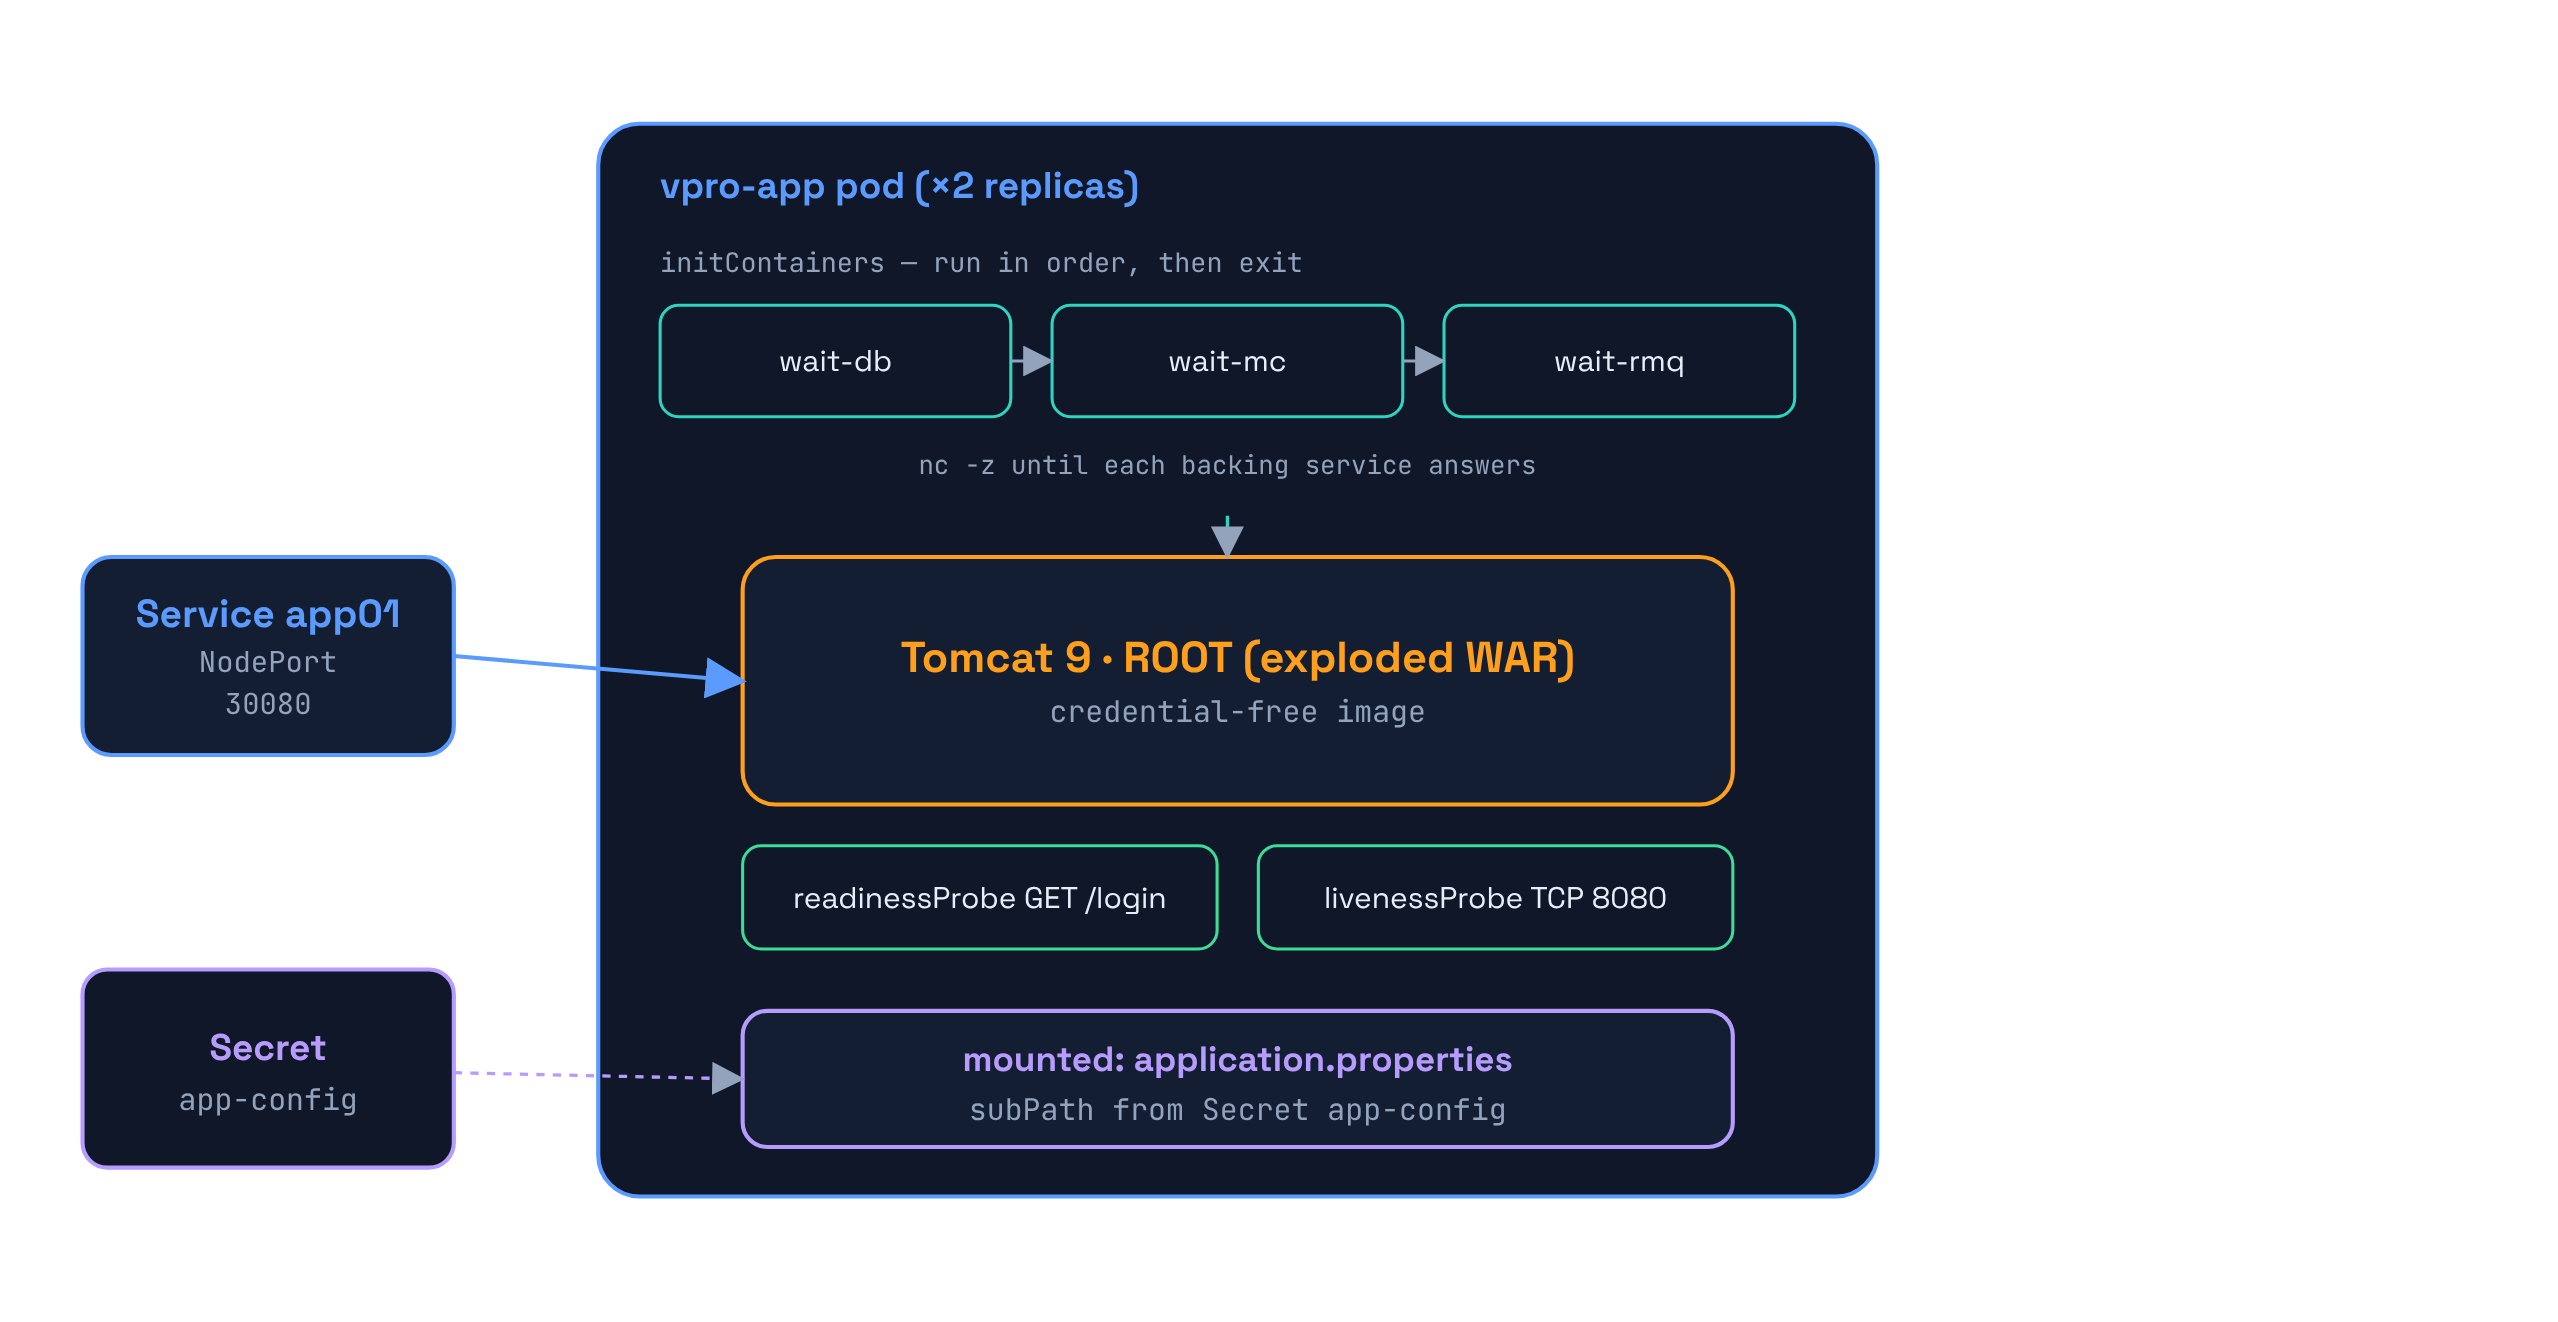 vpro-app pod (×2 replicas)
initContainers — run in order, then exit
wait-db
wait-mc
wait-rmq
nc -z until each backing service answers
Service app01
NodePort
30080
Tomcat 9 · ROOT (exploded WAR)
credential-free image
readinessProbe GET /login
livenessProbe TCP 8080
Secret
app-config
mounted: application.properties
subPath from Secret app-config